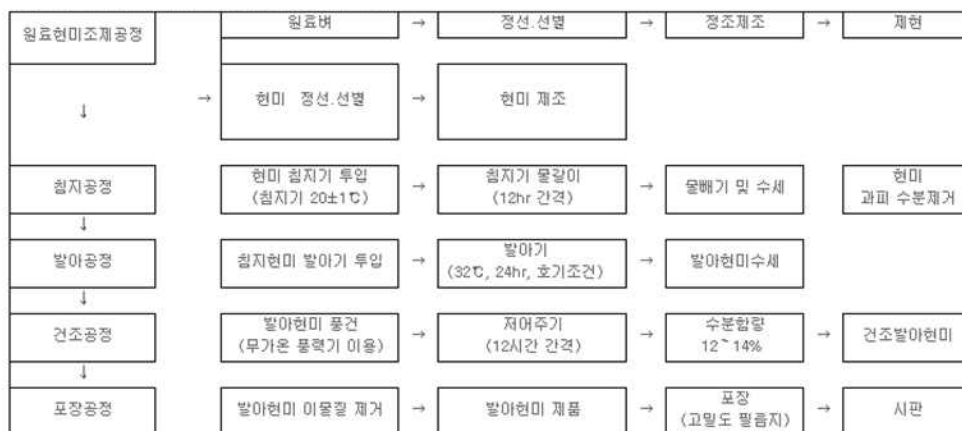 원료현미조제공정
원료벼 → 정선.선별 → 정조제조 → 제현
↓ → 현미 정선.선별 → 현미 제조
침지공정
현미 침지기 투입
(침지기 20±1℃)
→
침지기 물갈이
(12hr 간격)
→
물빼기 및 수세
현미
과피 수분제거
↓
발아공정
침지현미 발아기 투입
→
발아기
(32℃, 24hr, 호기조건)
→
발아현미수세
↓
건조공정
발아현미 풍건
(무가온 풍력기 이용)
→
저어주기
(12시간 간격)
→
수분함량
12~14%
→
건조발아현미
↓
포장공정
발아현미 이물질 제거
→
발아현미 제품
→
포장
(고밀도 필름지)
→
시판